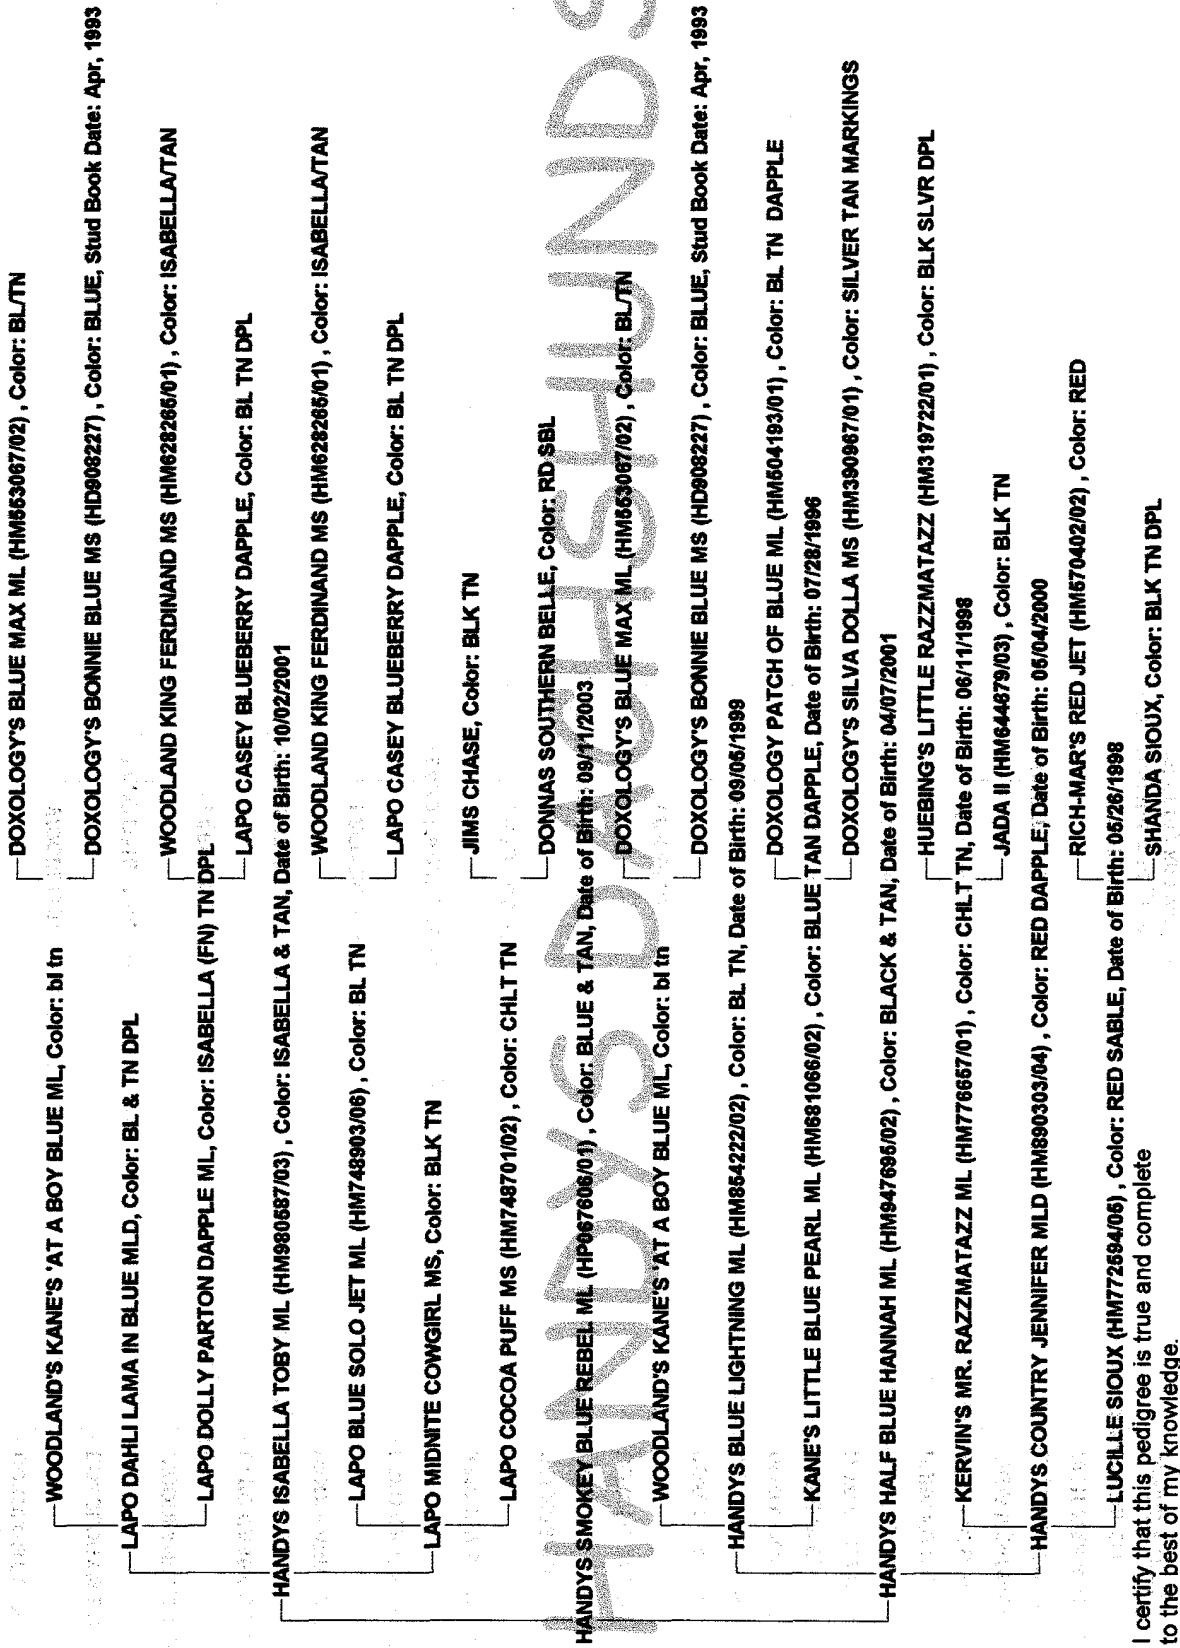 DOXOLOGY'S BLUE MAX ML (HM553067/02) , Color: BL/TN
WOODLAND'S KANE'S 'AT A BOY BLUE ML, Color: bl tn
DOXOLOGY'S BONNIE BLUE MS (HD908227) , Color: BLUE, Stud Book Date: Apr, 1993
LAPO DAHLI LAMA IN BLUE MLD, Color: BL & TN DPL
WOODLAND KING FERDINAND MS (HM628265/01) , Color: ISABELLA/TAN
LAPO DOLLY PARTON DAPPLE ML, Color: ISABELLA (FN) TN DPL
LAPO CASEY BLUEBERRY DAPPLE, Color: BL TN DPL
HANDYS ISABELLA TOBY ML (HM980587/03) , Color: ISABELLA & TAN, Date of Birth: 10/02/2001
WOODLAND KING FERDINAND MS (HM628265/01) , Color: ISABELLA/TAN
LAPO BLUE SOLO JET ML (HM748903/06) , Color: BL TN
LAPO CASEY BLUEBERRY DAPPLE, Color: BL TN DPL
LAPO MIDNITE COWGIRL MS, Color: BLK TN
JIMS CHASE, Color: BLK TN
LAPO COCOA PUFF MS (HM748701/02) , Color: CHLT TN
DONNAS SOUTHERN BELLE, Color: RD SBL
HANDYS DACHSHUNDS
HANDYS SMOKEY BLUE REBEL ML (HP067606/01) , Color: BLUE & TAN, Date of Birth: 09/11/2003
DOXOLOGY'S BLUE MAX ML (HM553067/02) , Color: BL/TN
WOODLAND'S KANE'S 'AT A BOY BLUE ML, Color: bl tn
DOXOLOGY'S BONNIE BLUE MS (HD908227) , Color: BLUE, Stud Book Date: Apr, 1993
HANDYS BLUE LIGHTNING ML (HM854222/02) , Color: BL TN, Date of Birth: 09/05/1999
DOXOLOGY PATCH OF BLUE ML (HM504193/01) , Color: BL TN DAPPLE
KANE'S LITTLE BLUE PEARL ML (HM681066/02) , Color: BLUE TAN DAPPLE, Date of Birth: 07/28/1996
DOXOLOGY'S SILVA DOLLA MS (HM390967/01) , Color: SILVER TAN MARKINGS
HANDYS HALF BLUE HANNAH ML (HM947695/02) , Color: BLACK & TAN, Date of Birth: 04/07/2001
HUEBING'S LITTLE RAZZMATAZZ (HM319722/01) , Color: BLK SLVR DPL
KERVIN'S MR. RAZZMATAZZ ML (HM776657/01) , Color: CHLT TN, Date of Birth: 06/11/1998
JADA II (HM644679/03) , Color: BLK TN
HANDYS COUNTRY JENNIFER MLD (HM890303/04) , Color: RED DAPPLE, Date of Birth: 05/04/2000
RICH-MAR'S RED JET (HM570402/02) , Color: RED
LUCILLE SIOUX (HM772594/05) , Color: RED SABLE, Date of Birth: 05/26/1998
SHANDA SIOUX, Color: BLK TN DPL
I certify that this pedigree is true and complete
to the best of my knowledge.